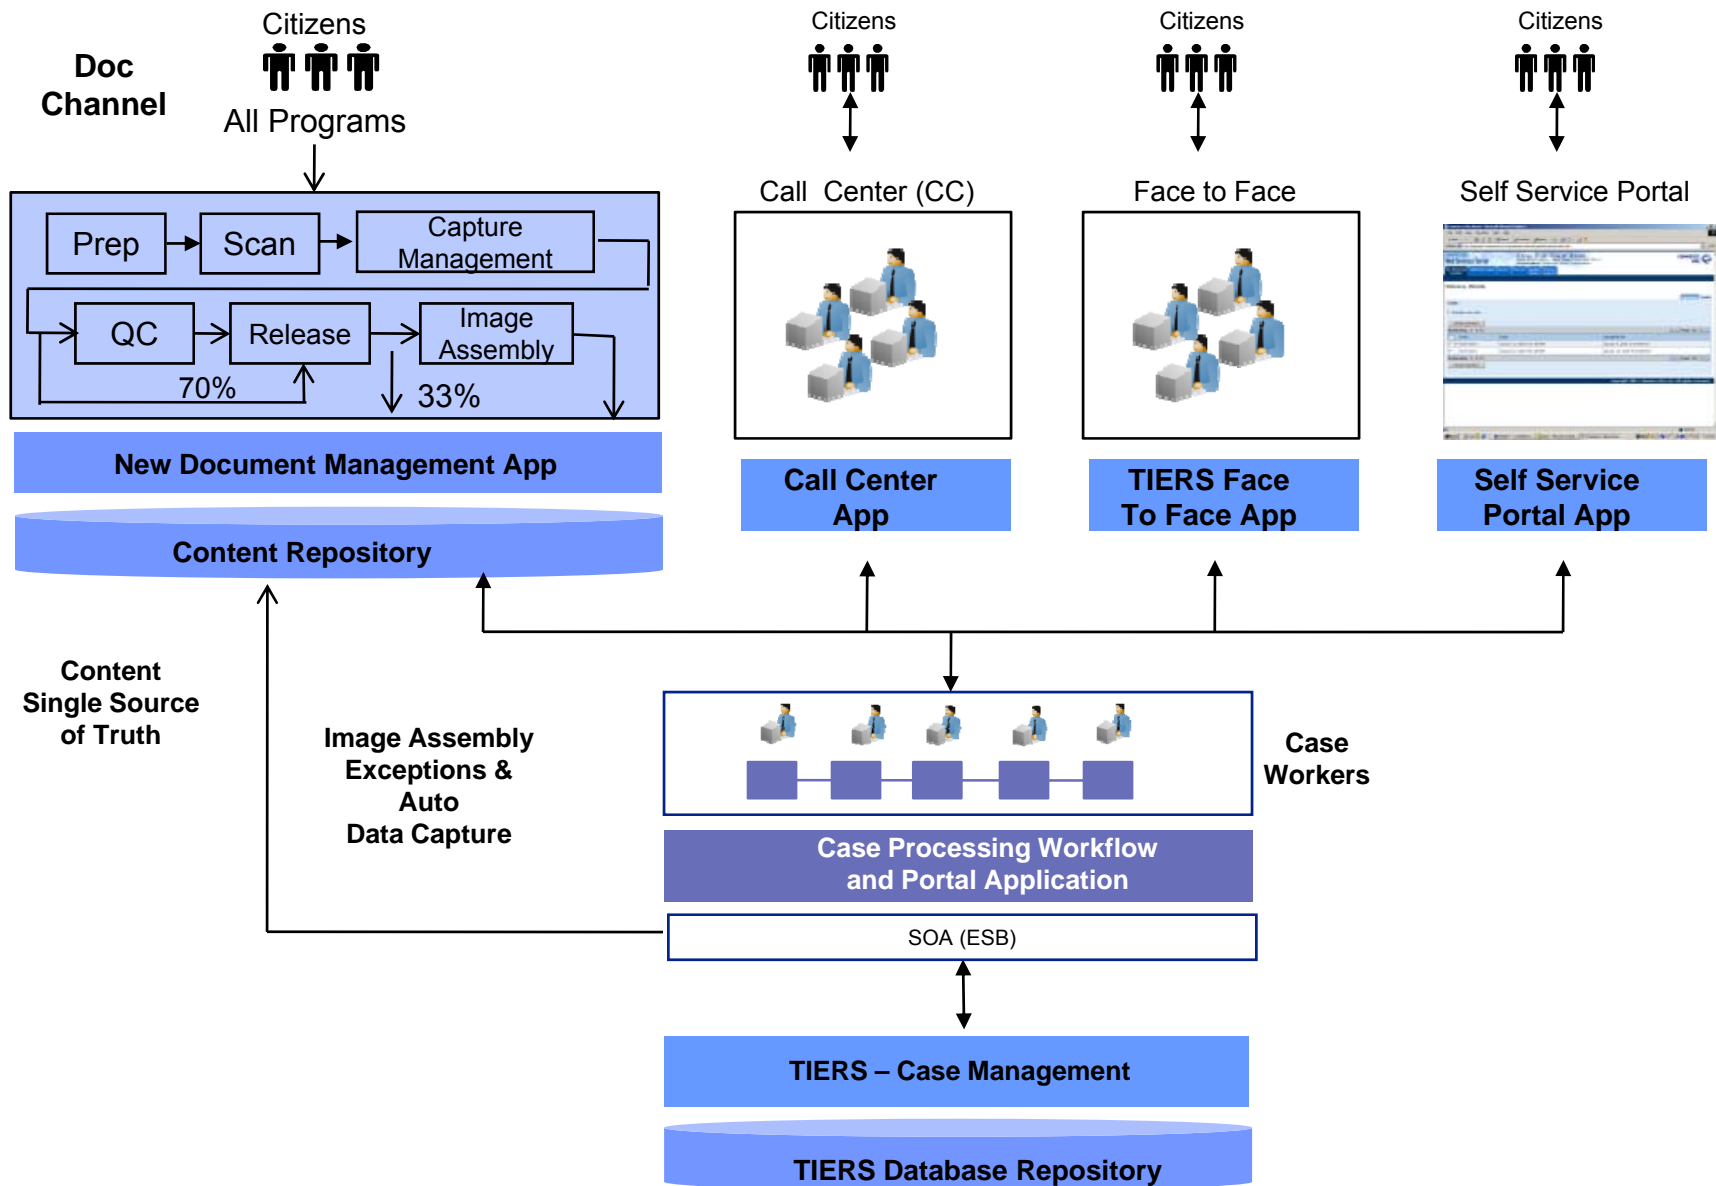 Citizens
Doc
Channel
All Programs
Prep
Scan
Capture
Management
QC
Release
Image
Assembly
70%
33%
New Document Management App
Content Repository
Citizens
Call Center (CC)
Call Center
App
Citizens
Face to Face
TIERS Face
To Face App
Citizens
Self Service Portal
Self Service
Portal App
Content
Single Source
of Truth
Image Assembly
Exceptions &
Auto
Data Capture
Case
Workers
Case Processing Workflow
and Portal Application
SOA (ESB)
TIERS – Case Management
TIERS Database Repository